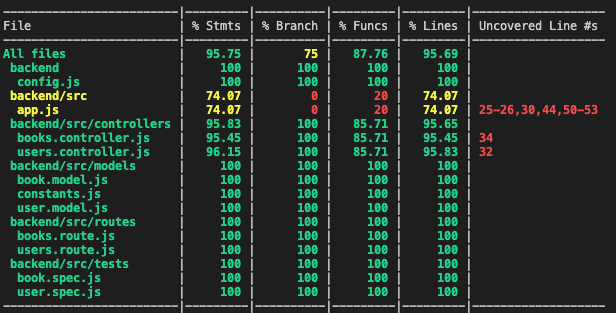 File | % Stmts | % Branch | % Funcs | % Lines | Uncovered Line #s
All files | 95.75 | 75 | 87.76 | 95.69 |
backend | 100 | 100 | 100 | 100 |
config.js | 100 | 100 | 100 | 100 |
backend/src | 74.07 | 0 | 20 | 74.07 |
app.js | 74.07 | 0 | 20 | 74.07 | 25-26,30,44,50-53
backend/src/controllers | 95.83 | 100 | 85.71 | 95.65 |
books.controller.js | 95.45 | 100 | 85.71 | 95.45 | 34
users.controller.js | 96.15 | 100 | 85.71 | 95.83 | 32
backend/src/models | 100 | 100 | 100 | 100 |
book.model.js | 100 | 100 | 100 | 100 |
constants.js | 100 | 100 | 100 | 100 |
user.model.js | 100 | 100 | 100 | 100 |
backend/src/routes | 100 | 100 | 100 | 100 |
books.route.js | 100 | 100 | 100 | 100 |
users.route.js | 100 | 100 | 100 | 100 |
backend/src/tests | 100 | 100 | 100 | 100 |
book.spec.js | 100 | 100 | 100 | 100 |
user.spec.js | 100 | 100 | 100 | 100 |